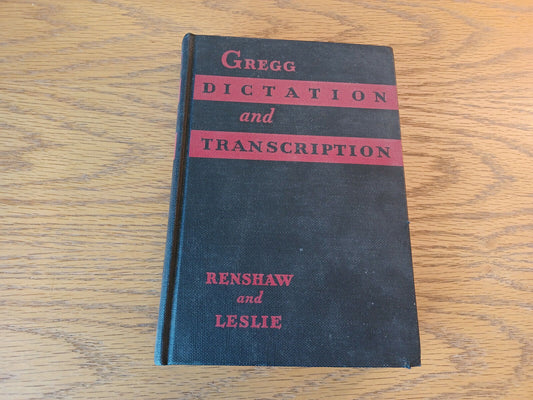 GREGG
DICTATION
and
TRANSCRIPTION
RENSHAW
and
LESLIE